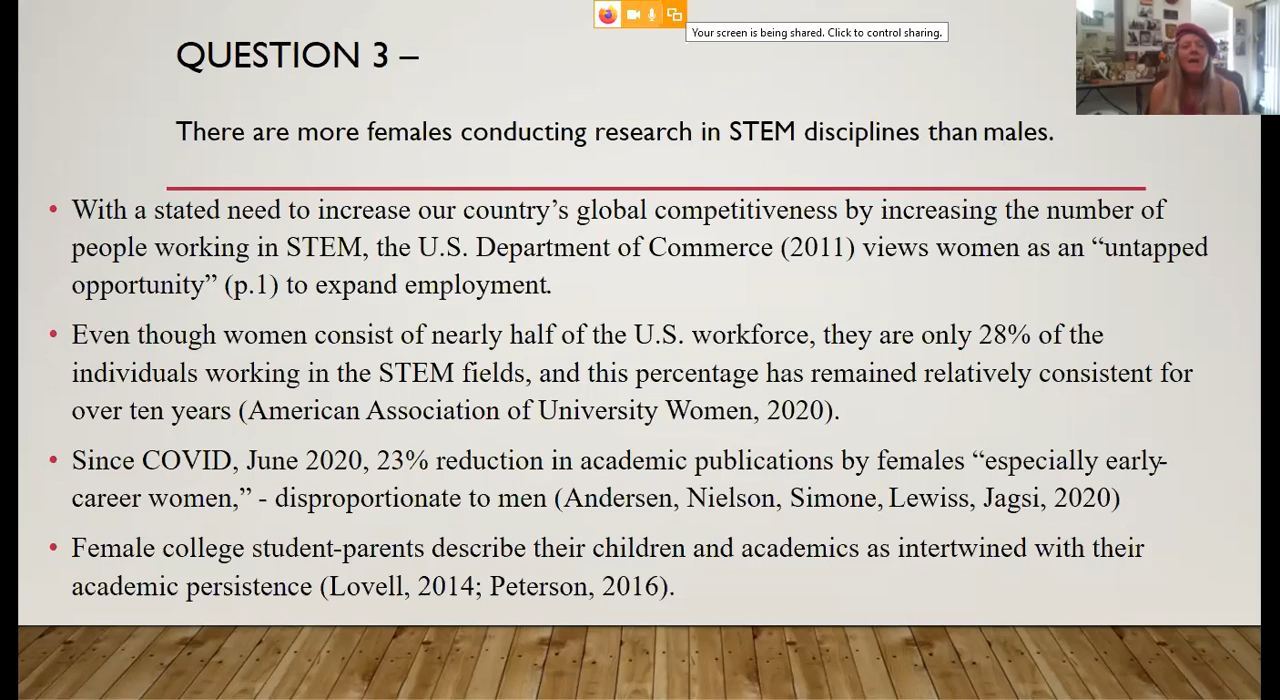 Your screen is being shared. Click to control sharing.
QUESTION 3 –
There are more females conducting research in STEM disciplines than males.
• With a stated need to increase our country’s global competitiveness by increasing the number of
people working in STEM, the U.S. Department of Commerce (2011) views women as an “untapped
opportunity” (p.1) to expand employment.
• Even though women consist of nearly half of the U.S. workforce, they are only 28% of the
individuals working in the STEM fields, and this percentage has remained relatively consistent for
over ten years (American Association of University Women, 2020).
• Since COVID, June 2020, 23% reduction in academic publications by females “especially early-
career women,” - disproportionate to men (Andersen, Nielson, Simone, Lewiss, Jagsi, 2020)
• Female college student-parents describe their children and academics as intertwined with their
academic persistence (Lovell, 2014; Peterson, 2016).